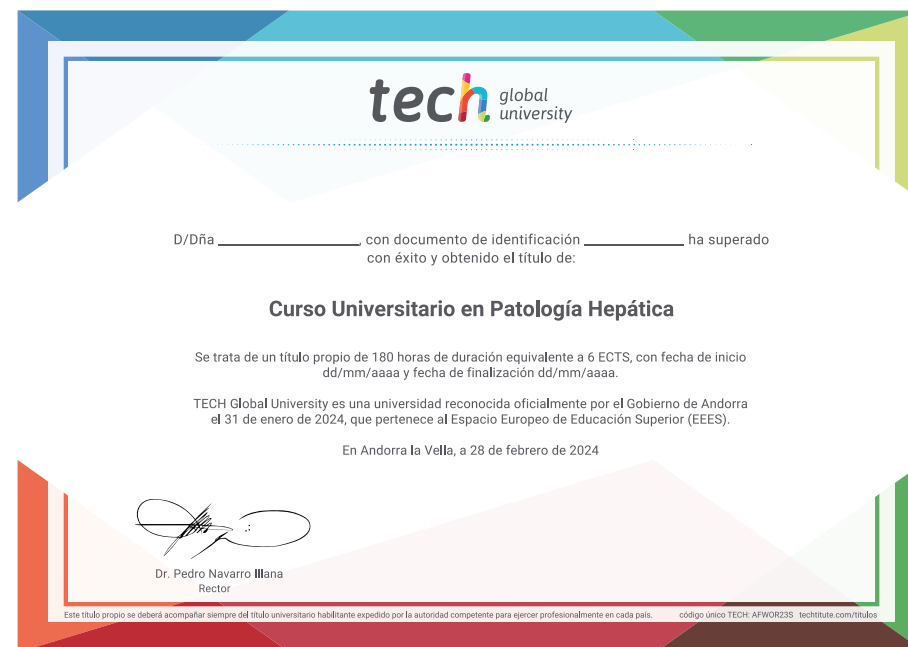 tech global university
D/Dña ____________________, con documento de identificación ______________ ha superado
con éxito y obtenido el título de:
Curso Universitario en Patología Hepática
Se trata de un título propio de 180 horas de duración equivalente a 6 ECTS, con fecha de inicio
dd/mm/aaaa y fecha de finalización dd/mm/aaaa.
TECH Global University es una universidad reconocida oficialmente por el Gobierno de Andorra
el 31 de enero de 2024, que pertenece al Espacio Europeo de Educación Superior (EEES).
En Andorra la Vella, a 28 de febrero de 2024
Dr. Pedro Navarro Illana
Rector
Este título propio se deberá acompañar siempre del título universitario habilitante expedido por la autoridad competente para ejercer profesionalmente en cada país. código único TECH: AFWOR23S techtitute.com/titulos